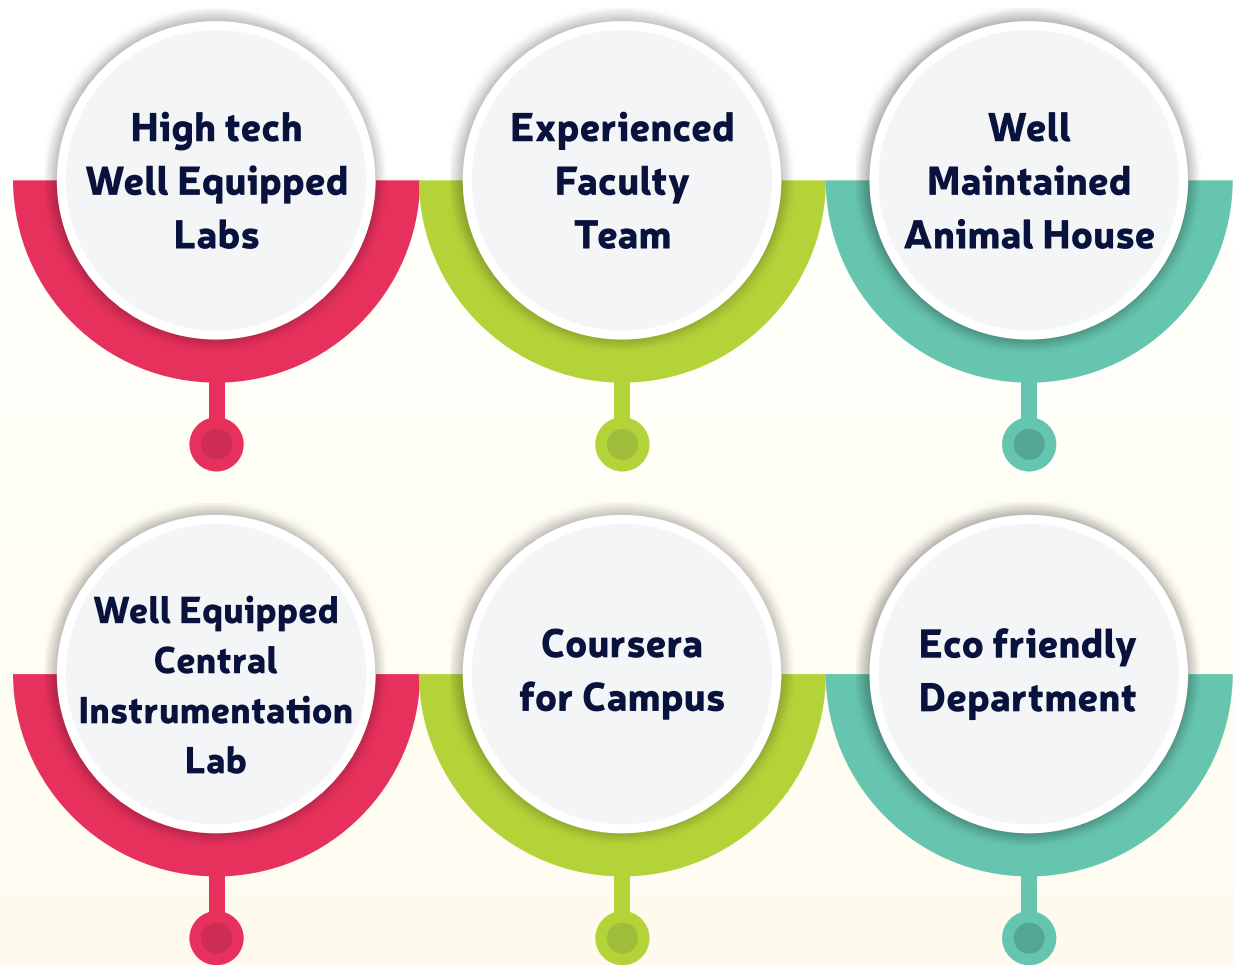 High tech
Well Equipped
Labs
Experienced
Faculty
Team
Well
Maintained
Animal House
Well Equipped
Central
Instrumentation
Lab
Coursera
for Campus
Eco friendly
Department